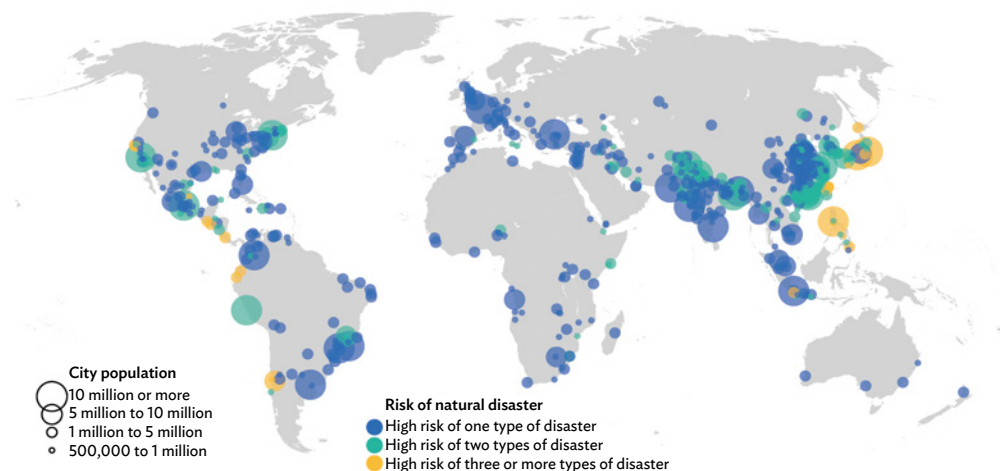 City population
10 million or more
5 million to 10 million
1 million to 5 million
500,000 to 1 million
Risk of natural disaster
High risk of one type of disaster
High risk of two types of disaster
High risk of three or more types of disaster